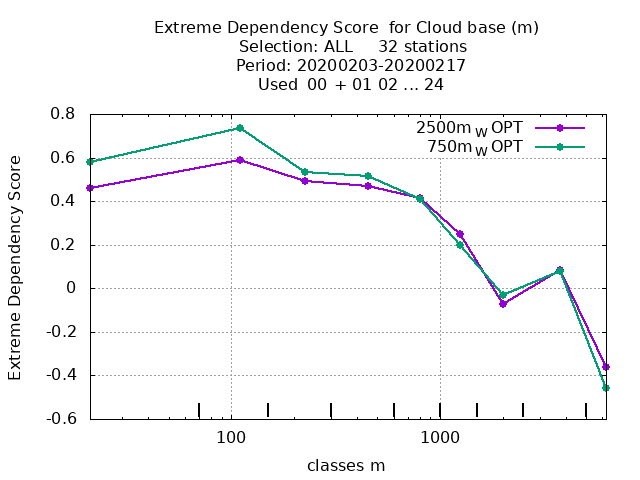 Extreme Dependency Score  for Cloud base (m)
Selection: ALL     32 stations
Period: 20200203-20200217
Used  00  + 01 02 ... 24
2500m_W OPT
750m_W OPT
Extreme Dependency Score
0.8
0.6
0.4
0.2
0
-0.2
-0.4
-0.6
100
1000
classes m